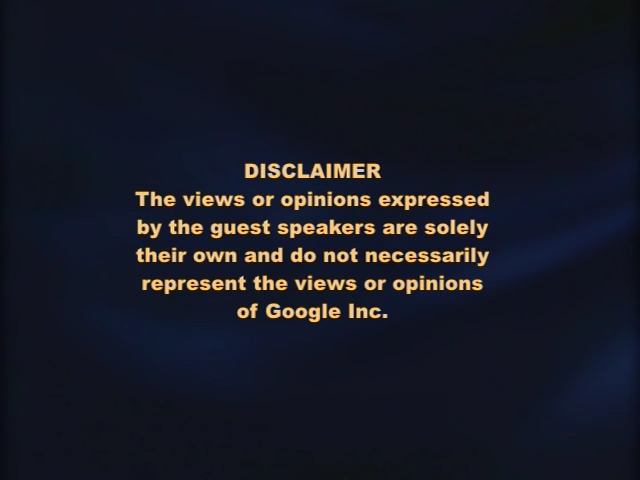 DISCLAIMER
The views or opinions expressed
by the guest speakers are solely
their own and do not necessarily
represent the views or opinions
of Google Inc.